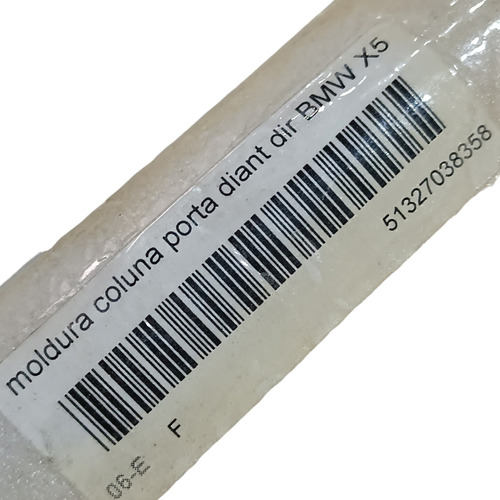 moldura coluna porta diant dir BMW X5
51327038358
06-E F